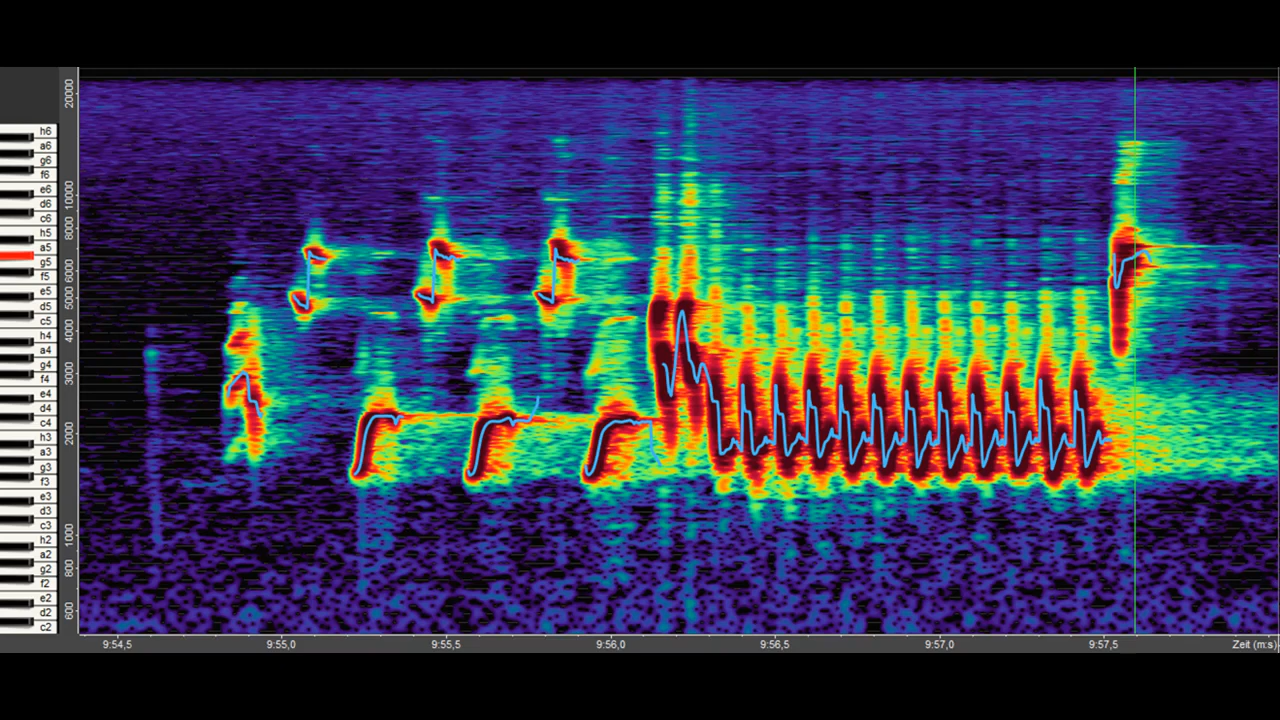 20000
10000
8000
6000
5000
4000
3000
2000
1000
800
600
h6
a6
g6
f6
e6
d6
c6
h5
a5
g5
f5
e5
d5
c5
h4
a4
g4
f4
e4
d4
c4
h3
a3
g3
f3
e3
d3
c3
h2
a2
g2
f2
e2
d2
c2
9:54,5 9:55,0 9:55,5 9:56,0 9:56,5 9:57,0 9:57,5 Zeit (m:s)